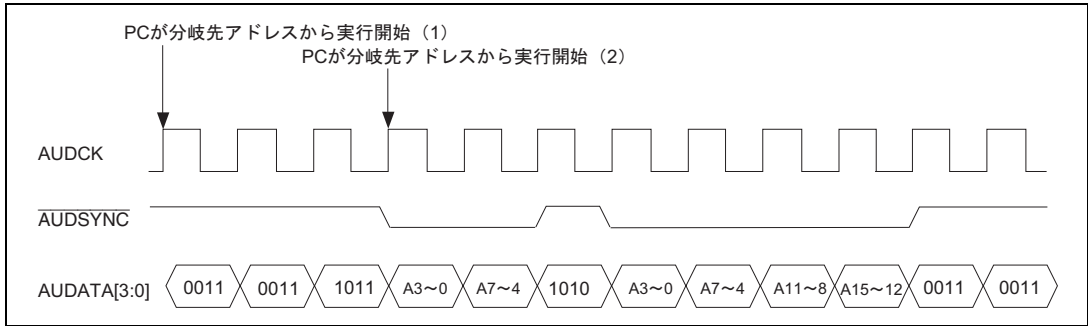 PCが分岐先アドレスから実行開始（1）
PCが分岐先アドレスから実行開始（2）
AUDCK
AUDSYNC
AUDATA[3:0] 0011 0011 1011 A3～0 A7～4 1010 A3～0 A7～4 A11～8 A15～12 0011 0011